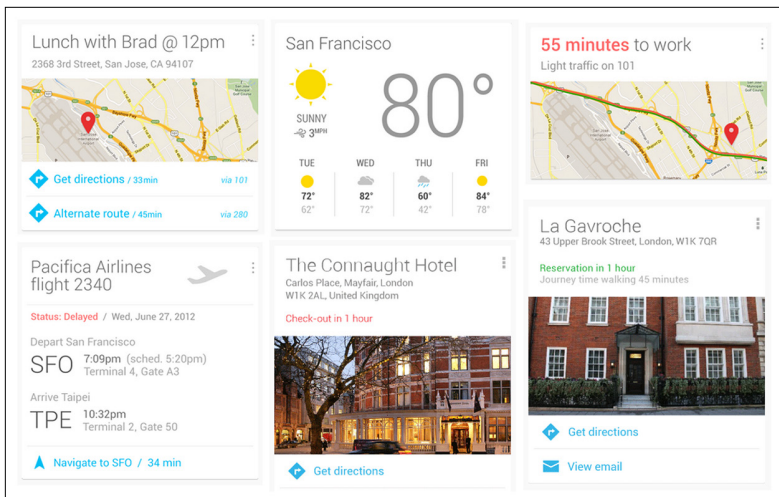 Lunch with Brad @ 12pm
2368 3rd Street, San Jose, CA 94107
Get directions / 33min via 101
Alternate route / 45min via 280
San Francisco
SUNNY
3MPH
80°
TUE WED THU FRI
72° 82° 60° 84°
62° 72° 42° 78°
55 minutes to work
Light traffic on 101
Pacifica Airlines
flight 2340
Status: Delayed / Wed, June 27, 2012
Depart San Francisco
SFO 7:09pm (sched. 5:20pm)
Terminal 4, Gate A3
Arrive Taipei
TPE 10:32pm
Terminal 2, Gate 50
Navigate to SFO / 34 min
The Connaught Hotel
Carlos Place, Mayfair, London
W1K 2AL, United Kingdom
Check-out in 1 hour
Get directions
La Gavroche
43 Upper Brook Street, London, W1K 7QR
Reservation in 1 hour
Journey time walking 45 minutes
Get directions
View email